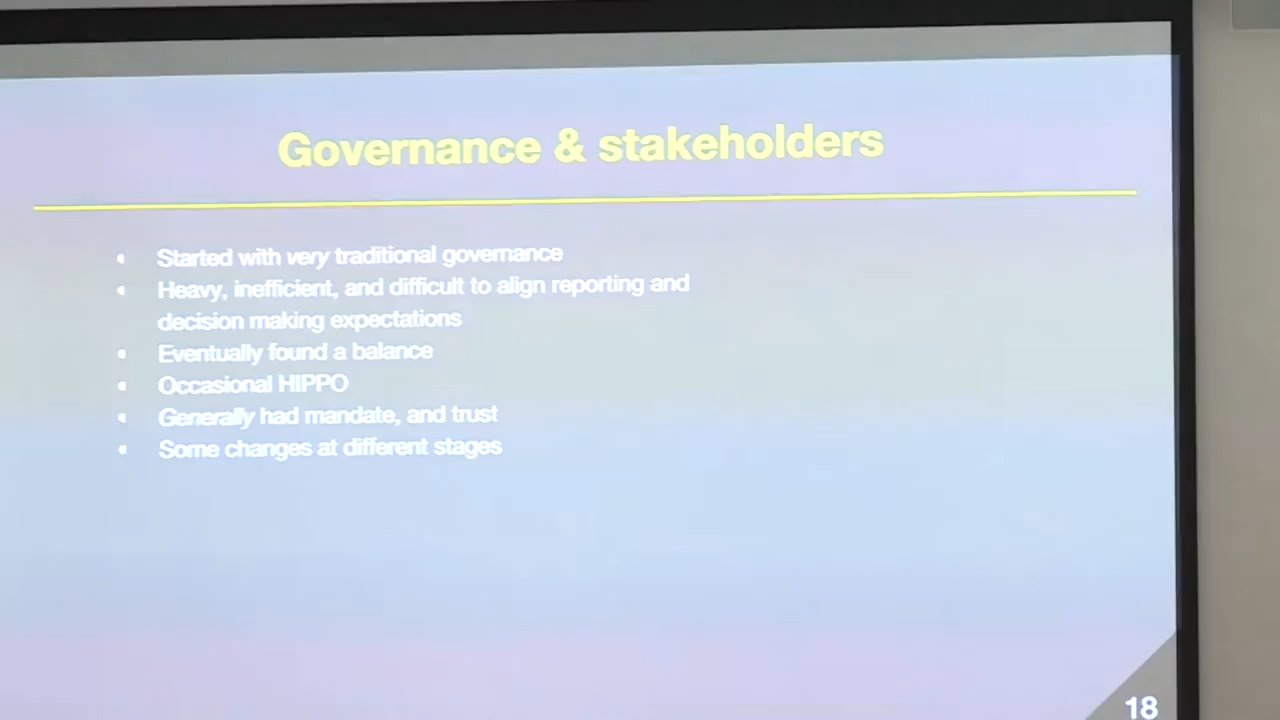 Governance & stakeholders
• Started with very traditional governance
• Heavy, inefficient, and difficult to align reporting and
decision making expectations
• Eventually found a balance
• Occasional HIPPO
• Generally had mandate, and trust
• Some changes at different stages
18